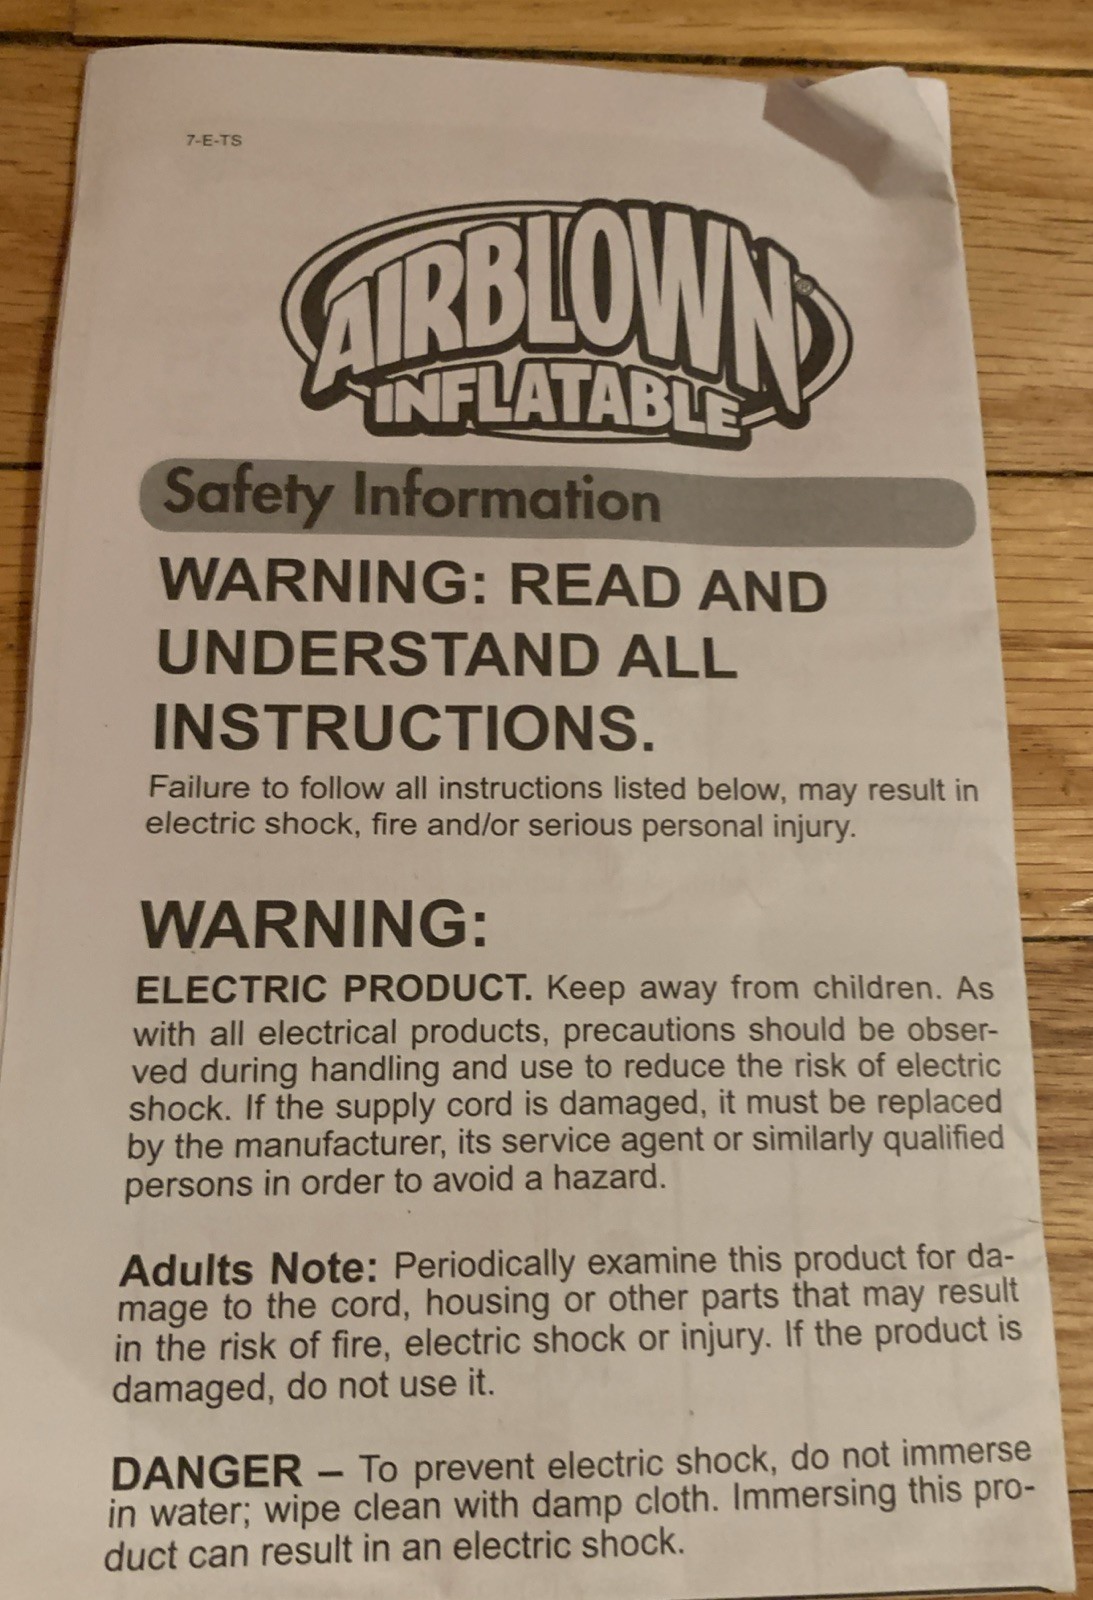 7-E-TS
AIRBLOWN®
INFLATABLE
Safety Information
WARNING: READ AND
UNDERSTAND ALL
INSTRUCTIONS.
Failure to follow all instructions listed below, may result in
electric shock, fire and/or serious personal injury.
WARNING:
ELECTRIC PRODUCT. Keep away from children. As
with all electrical products, precautions should be obser-
ved during handling and use to reduce the risk of electric
shock. If the supply cord is damaged, it must be replaced
by the manufacturer, its service agent or similarly qualified
persons in order to avoid a hazard.
Adults Note: Periodically examine this product for da-
mage to the cord, housing or other parts that may result
in the risk of fire, electric shock or injury. If the product is
damaged, do not use it.
DANGER – To prevent electric shock, do not immerse
in water; wipe clean with damp cloth. Immersing this pro-
duct can result in an electric shock.